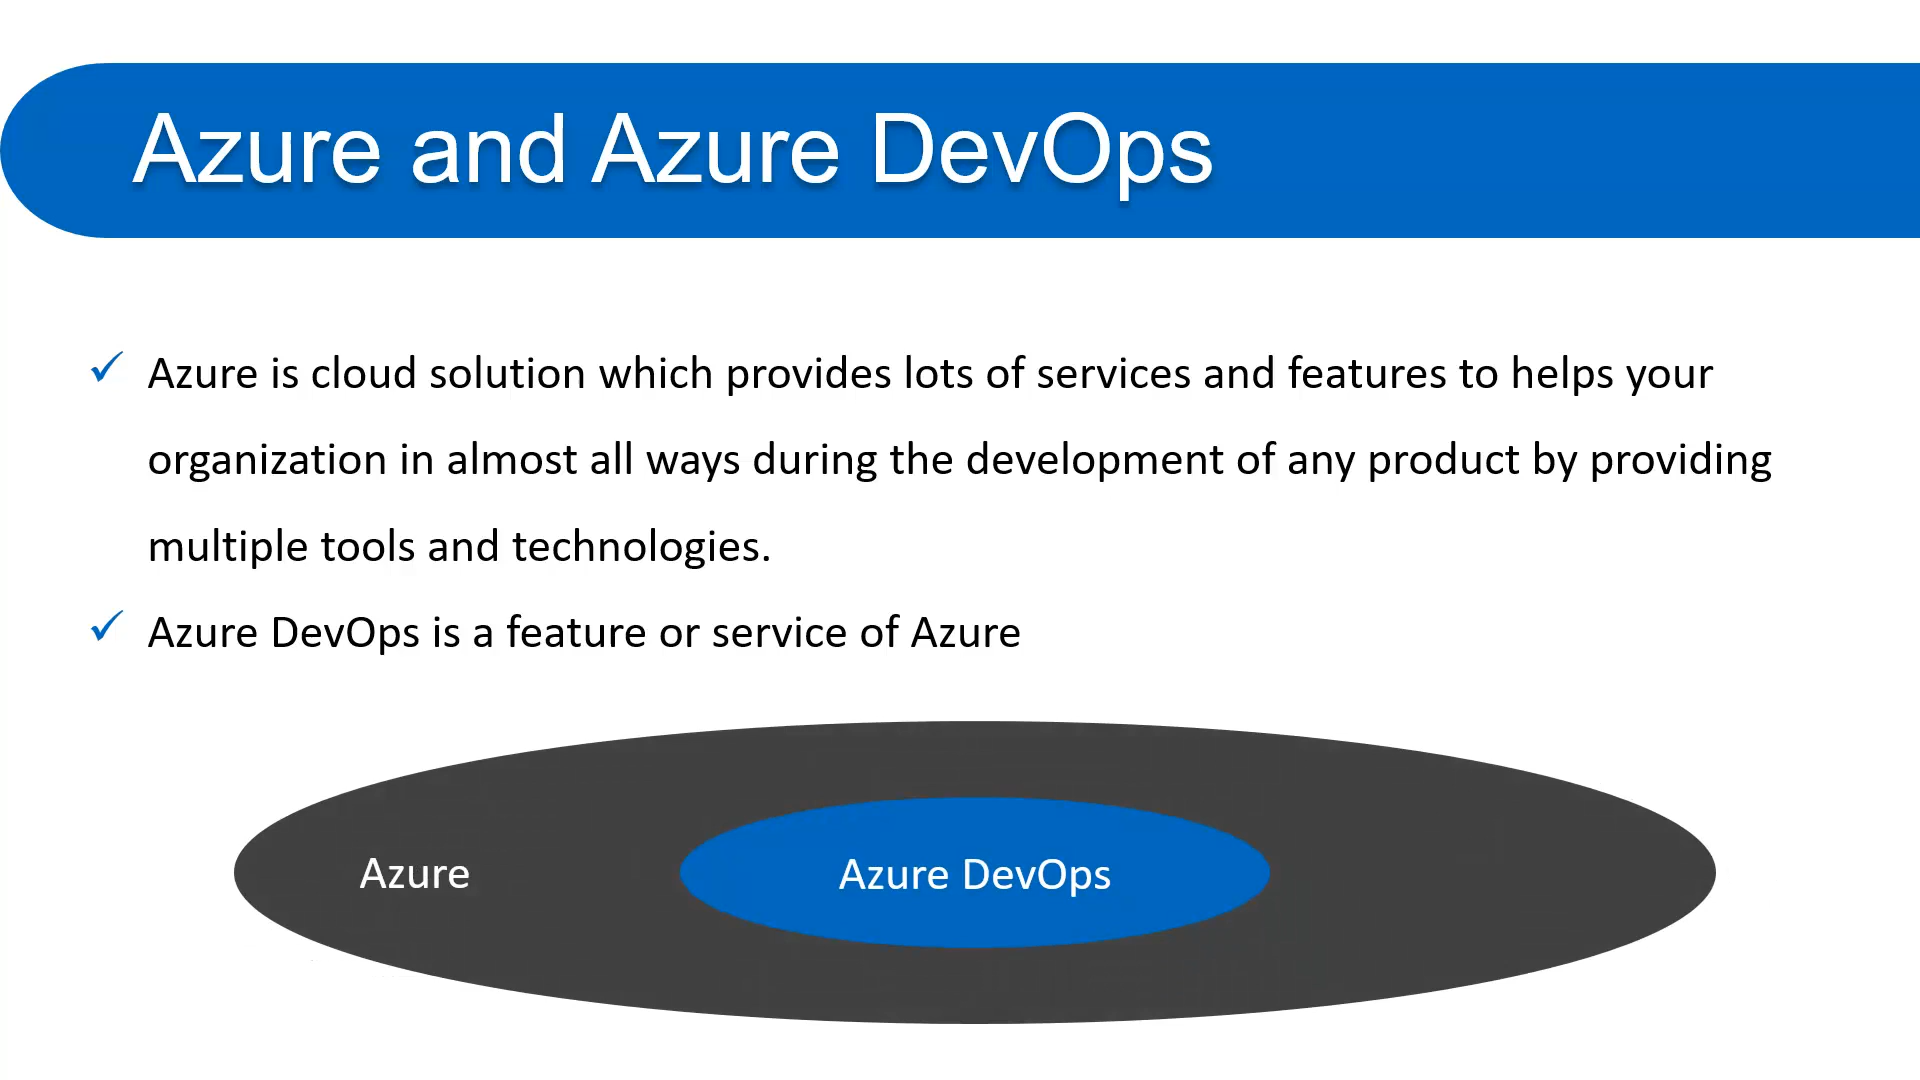 Azure and Azure DevOps
Azure is cloud solution which provides lots of services and features to helps your
organization in almost all ways during the development of any product by providing
multiple tools and technologies.
Azure DevOps is a feature or service of Azure
Azure
Azure DevOps